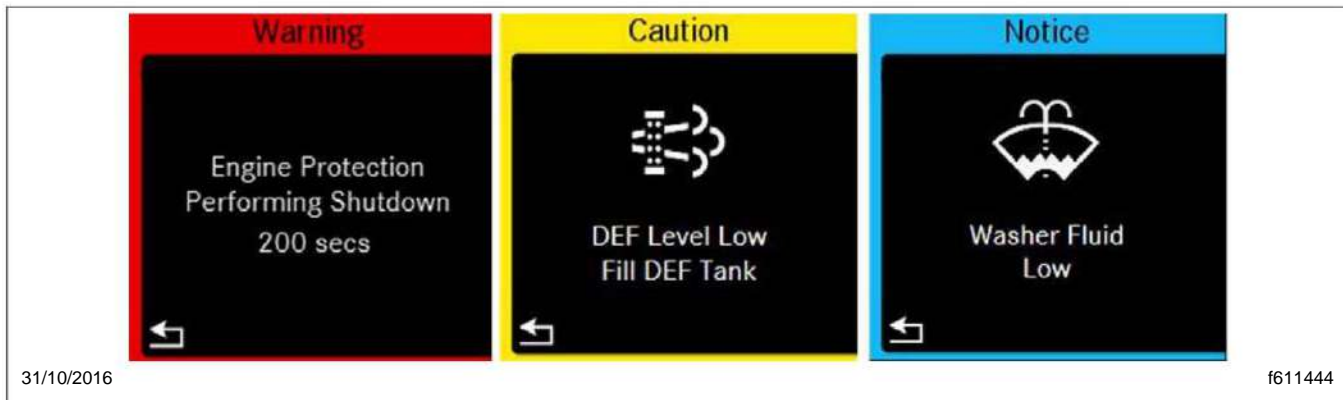 Warning
Engine Protection
Performing Shutdown
200 secs
Caution
DEF Level Low
Fill DEF Tank
Notice
Washer Fluid
Low
31/10/2016
f611444